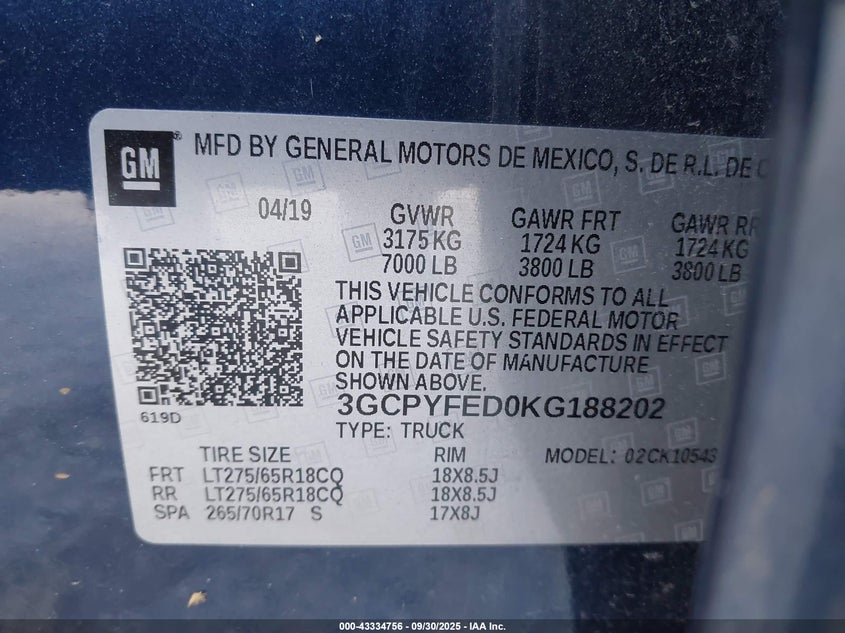 GM ® MFD BY GENERAL MOTORS DE MEXICO, S. DE R.L. DE
04/19 GVWR GAWR FRT GAWR RR
3175 KG 1724 KG 1724 KG
7000 LB 3800 LB 3800 LB
THIS VEHICLE CONFORMS TO ALL
APPLICABLE U.S. FEDERAL MOTOR
VEHICLE SAFETY STANDARDS IN EFFECT
ON THE DATE OF MANUFACTURE
SHOWN ABOVE.
3GCPYFED0KG188202
619D
TYPE: TRUCK
TIRE SIZE RIM MODEL: 02CK10543
FRT LT275/65R18CQ 18X8.5J
RR LT275/65R18CQ 18X8.5J
SPA 265/70R17 S 17X8J
000-43334756 - 09/30/2025 - IAA Inc.